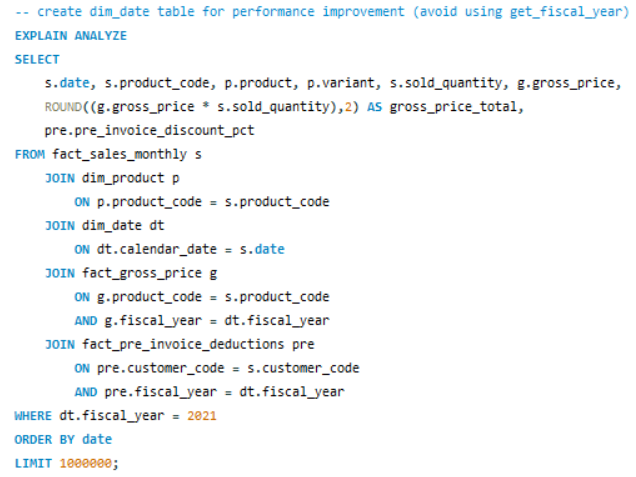 -- create dim_date table for performance improvement (avoid using get_fiscal_year)
EXPLAIN ANALYZE
SELECT
    s.date, s.product_code, p.product, p.variant, s.sold_quantity, g.gross_price,
    ROUND((g.gross_price * s.sold_quantity),2) AS gross_price_total,
    pre.pre_invoice_discount_pct
FROM fact_sales_monthly s
    JOIN dim_product p
        ON p.product_code = s.product_code
    JOIN dim_date dt
        ON dt.calendar_date = s.date
    JOIN fact_gross_price g
        ON g.product_code = s.product_code
        AND g.fiscal_year = dt.fiscal_year
    JOIN fact_pre_invoice_deductions pre
        ON pre.customer_code = s.customer_code
        AND pre.fiscal_year = dt.fiscal_year
WHERE dt.fiscal_year = 2021
ORDER BY date
LIMIT 1000000;